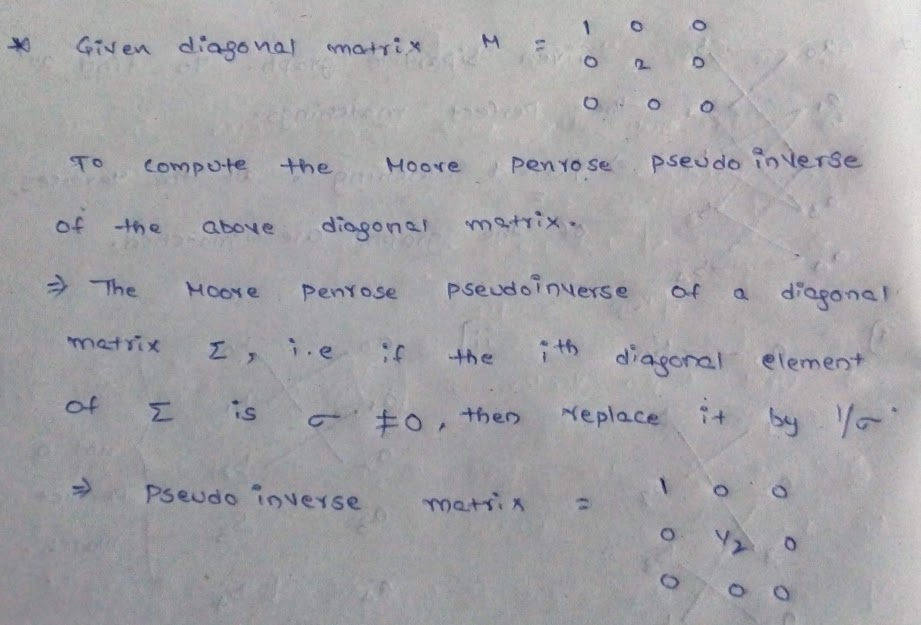 * Given diagonal matrix M = 1 0 0
0 2 0
0 0 0
To compute the Moore Penrose pseudo inverse
of the above diagonal matrix.
⇒ The Moore Penrose pseudoinverse of a diagonal
matrix Σ, i.e if the ith diagonal element
of Σ is σ ≠ 0, then replace it by 1/σ
⇒ Pseudo inverse matrix = 1 0 0
0 1/2 0
0 0 0